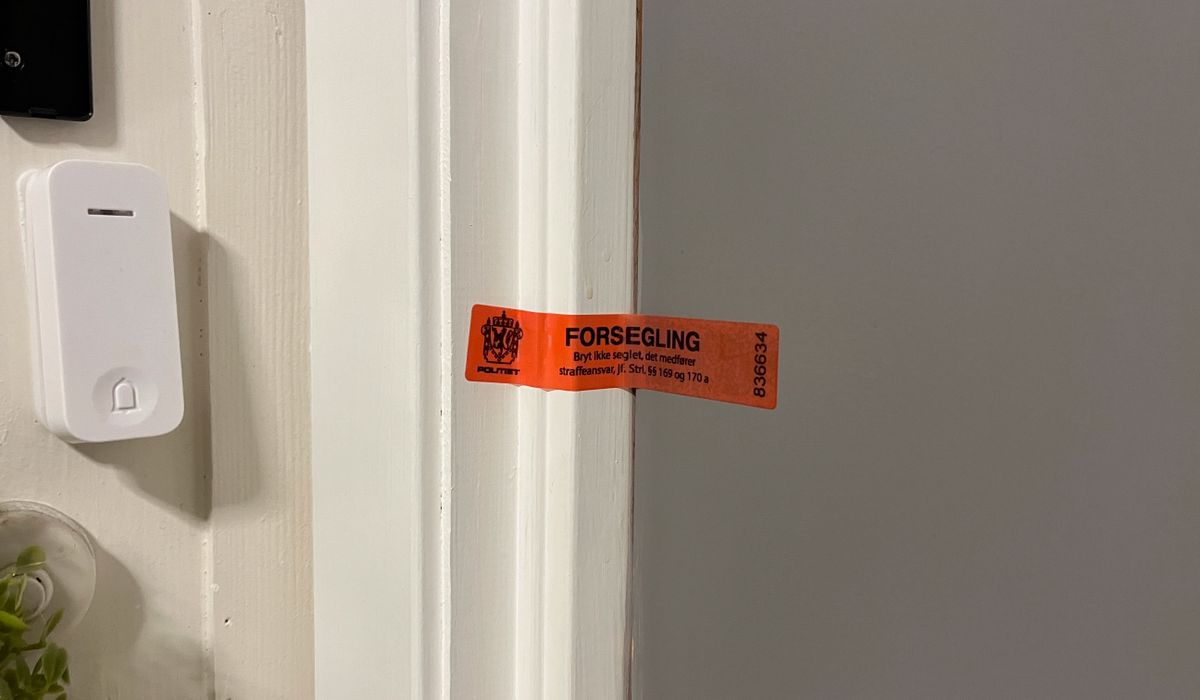 POLITIET
FORSEGLING
Bryt ikke seglet, det medfører
straffeansvar, jf. Strl. §§ 169 og 170 a
836634